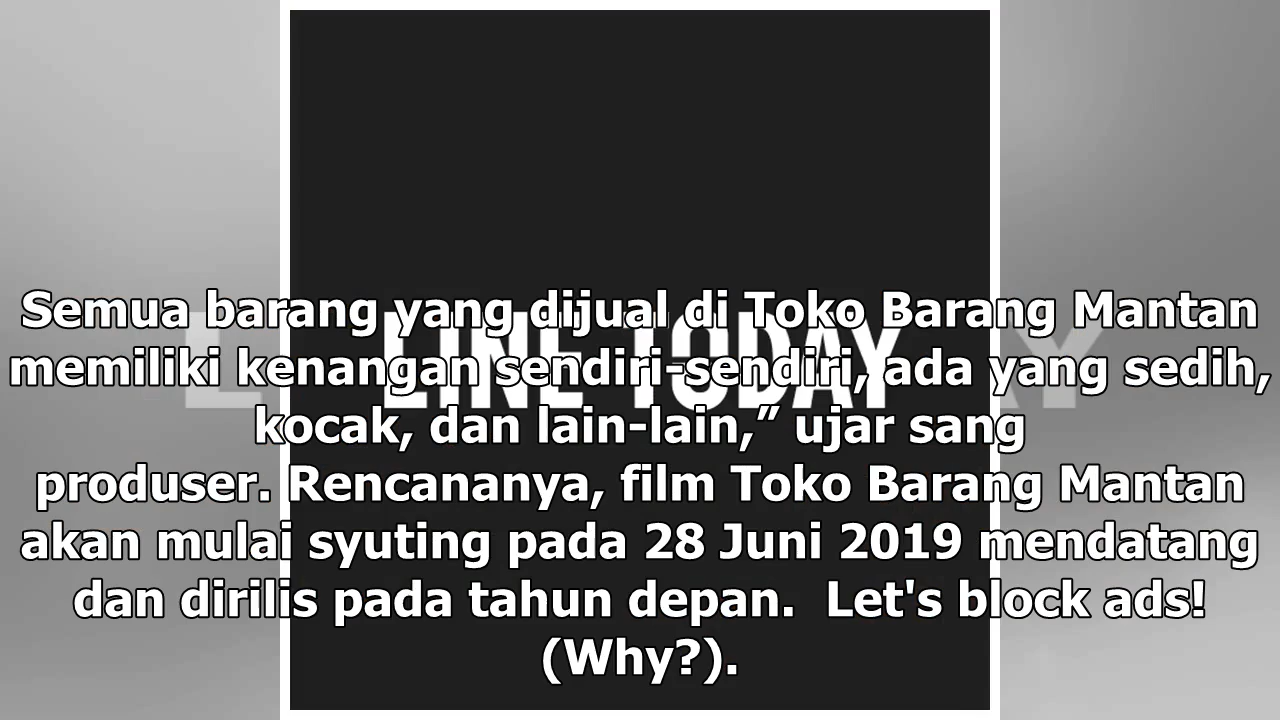 Semua barang yang dijual di Toko Barang Mantan
memiliki kenangan sendiri-sendiri, ada yang sedih,
kocak, dan lain-lain,” ujar sang
produser. Rencananya, film Toko Barang Mantan
akan mulai syuting pada 28 Juni 2019 mendatang
dan dirilis pada tahun depan.  Let's block ads!
(Why?).
LINE TODAY